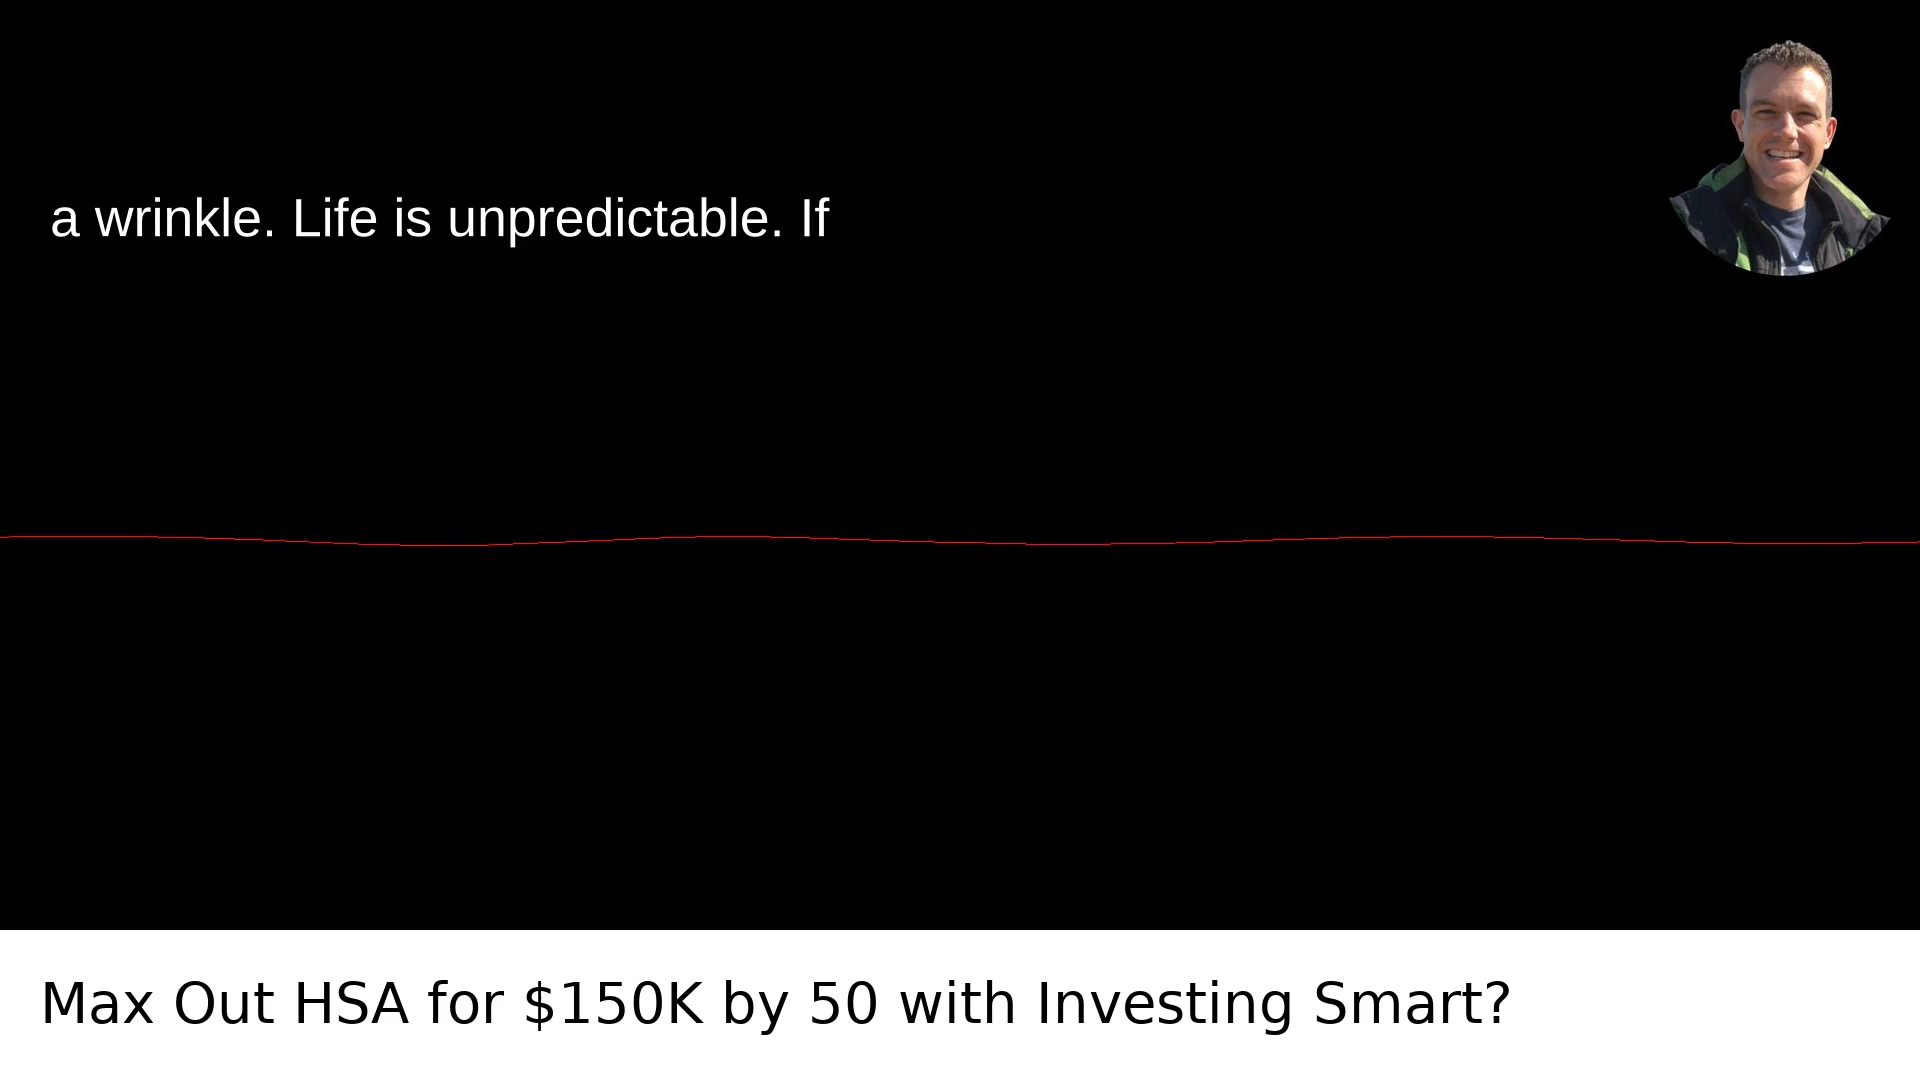 a wrinkle. Life is unpredictable. If
Max Out HSA for $150K by 50 with Investing Smart?